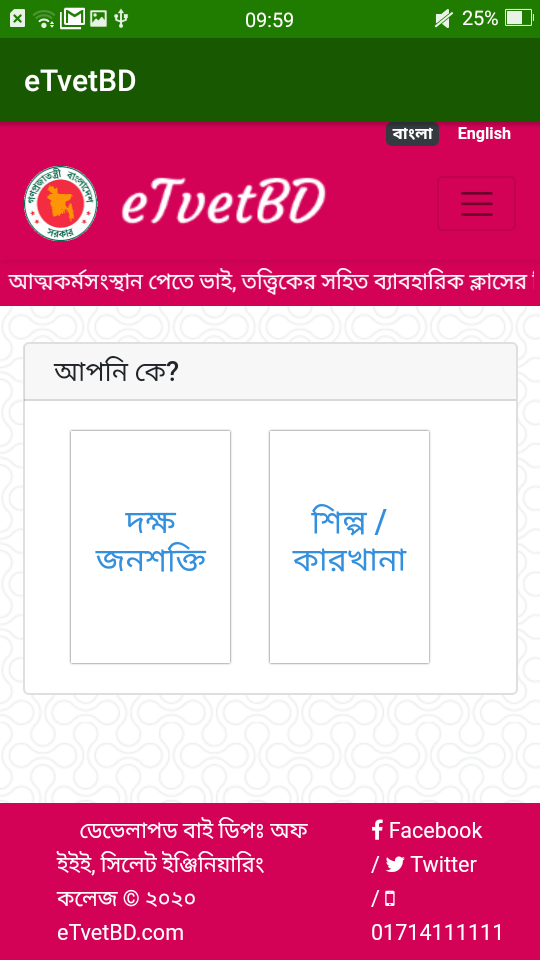 09:59
25%
eTvetBD
বাংলা English
গণপ্রজাতন্ত্রী বাংলাদেশ
সরকার
eTvetBD
আত্মকর্মসংস্থান পেতে ভাই, তত্ত্বিকের সহিত ব্যাবহারিক ক্লাসের
আপনি কে?
দক্ষ
জনশক্তি
শিল্প /
কারখানা
ডেভেলাপড বাই ডিপঃ অফ
ইইই, সিলেট ইঞ্জিনিয়ারিং
কলেজ © ২০২০
eTvetBD.com
Facebook
/ Twitter
/
01714111111